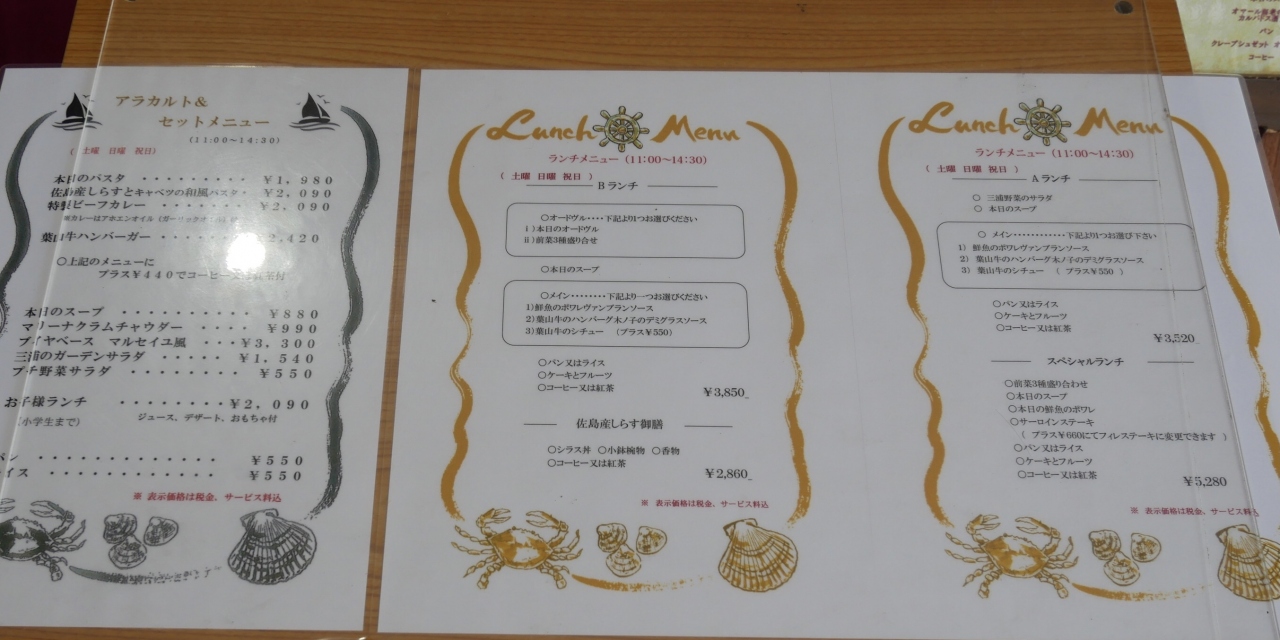 アラカルト&
セットメニュー
(11:00〜14:30)
( 土曜 日曜 祝日)
本日のパスタ ・・・・・・・・・ ¥1,980
佐島産しらすとキャベツの和風パスタ・ ¥2,090
特製ビーフカレー ・・・・・・・ ¥2,090
葉山牛ハンバーガー ・・・・・・ 2,420
○上記のメニューに
プラス¥440でコーヒー又は紅茶付
本日のスープ ・・・・・・・・・・ ¥880
マリーナクラムチャウダー ・・・・ ¥990
ブイヤベース マルセイユ風 ・・・¥3,300
三浦のガーデンサラダ ・・・・・ ¥1,540
プチ野菜サラダ ・・・・・・・・ ¥550
お子様ランチ ・・・・・・・・・¥2,090
(小学生まで) ジュース、デザート、おもちゃ付
パン ・・・・・・・・・・・・・ ¥550
イス ・・・・・・・・・・・・・ ¥550
※ 表示価格は税金、サービス料込
Lunch Menu
ランチメニュー (11:00〜14:30)
( 土曜 日曜 祝日 )
Bランチ
○オードヴル・・・・下記より1つお選びください
ⅰ)本日のオードヴル
ⅱ)前菜3種盛り合せ
○本日のスープ
○メイン・・・・・・・・下記より一つお選びください
1)鮮魚のポワレヴァンブランソース
2)葉山牛のハンバーグ木ノ子のデミグラスソース
3)葉山牛のシチュー (プラス¥550)
○パン又はライス
○ケーキとフルーツ
○コーヒー又は紅茶
¥3,850
佐島産しらす御膳
○シラス丼 ○小鉢椀物 ○香物
○コーヒー又は紅茶
¥2,860
※ 表示価格は税金、サービス料込
Lunch Menu
ランチメニュー (11:00〜14:30)
( 土曜 日曜 祝日 )
Aランチ
○ 三浦野菜のサラダ
○ 本日のスープ
○ メイン・・・・・・・・下記より1つお選び下さい
1) 鮮魚のポワレヴァンブランソース
2) 葉山牛のハンバーグ木ノ子のデミグラスソース
3) 葉山牛のシチュー ( プラス¥550 )
○パン又はライス
○ケーキとフルーツ
○コーヒー又は紅茶
¥3,520
スペシャルランチ
○前菜3種盛り合わせ
○本日のスープ
○本日の鮮魚のポワレ
○サーロインステーキ
( プラス¥660にてフィレステーキに変更できます )
○パン又はライス
○ケーキとフルーツ
○コーヒー又は紅茶
¥5,280
※ 表示価格は税金、サービス料込
パン
クレープシュゼット
コーヒー